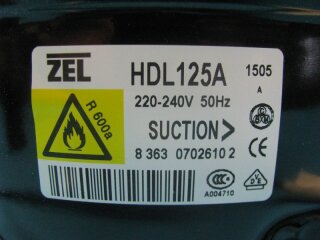 ZEL
HDL125A
1505
A
220-240V 50Hz
R 600a
SUCTION>
8 363 0702610 2
A004710